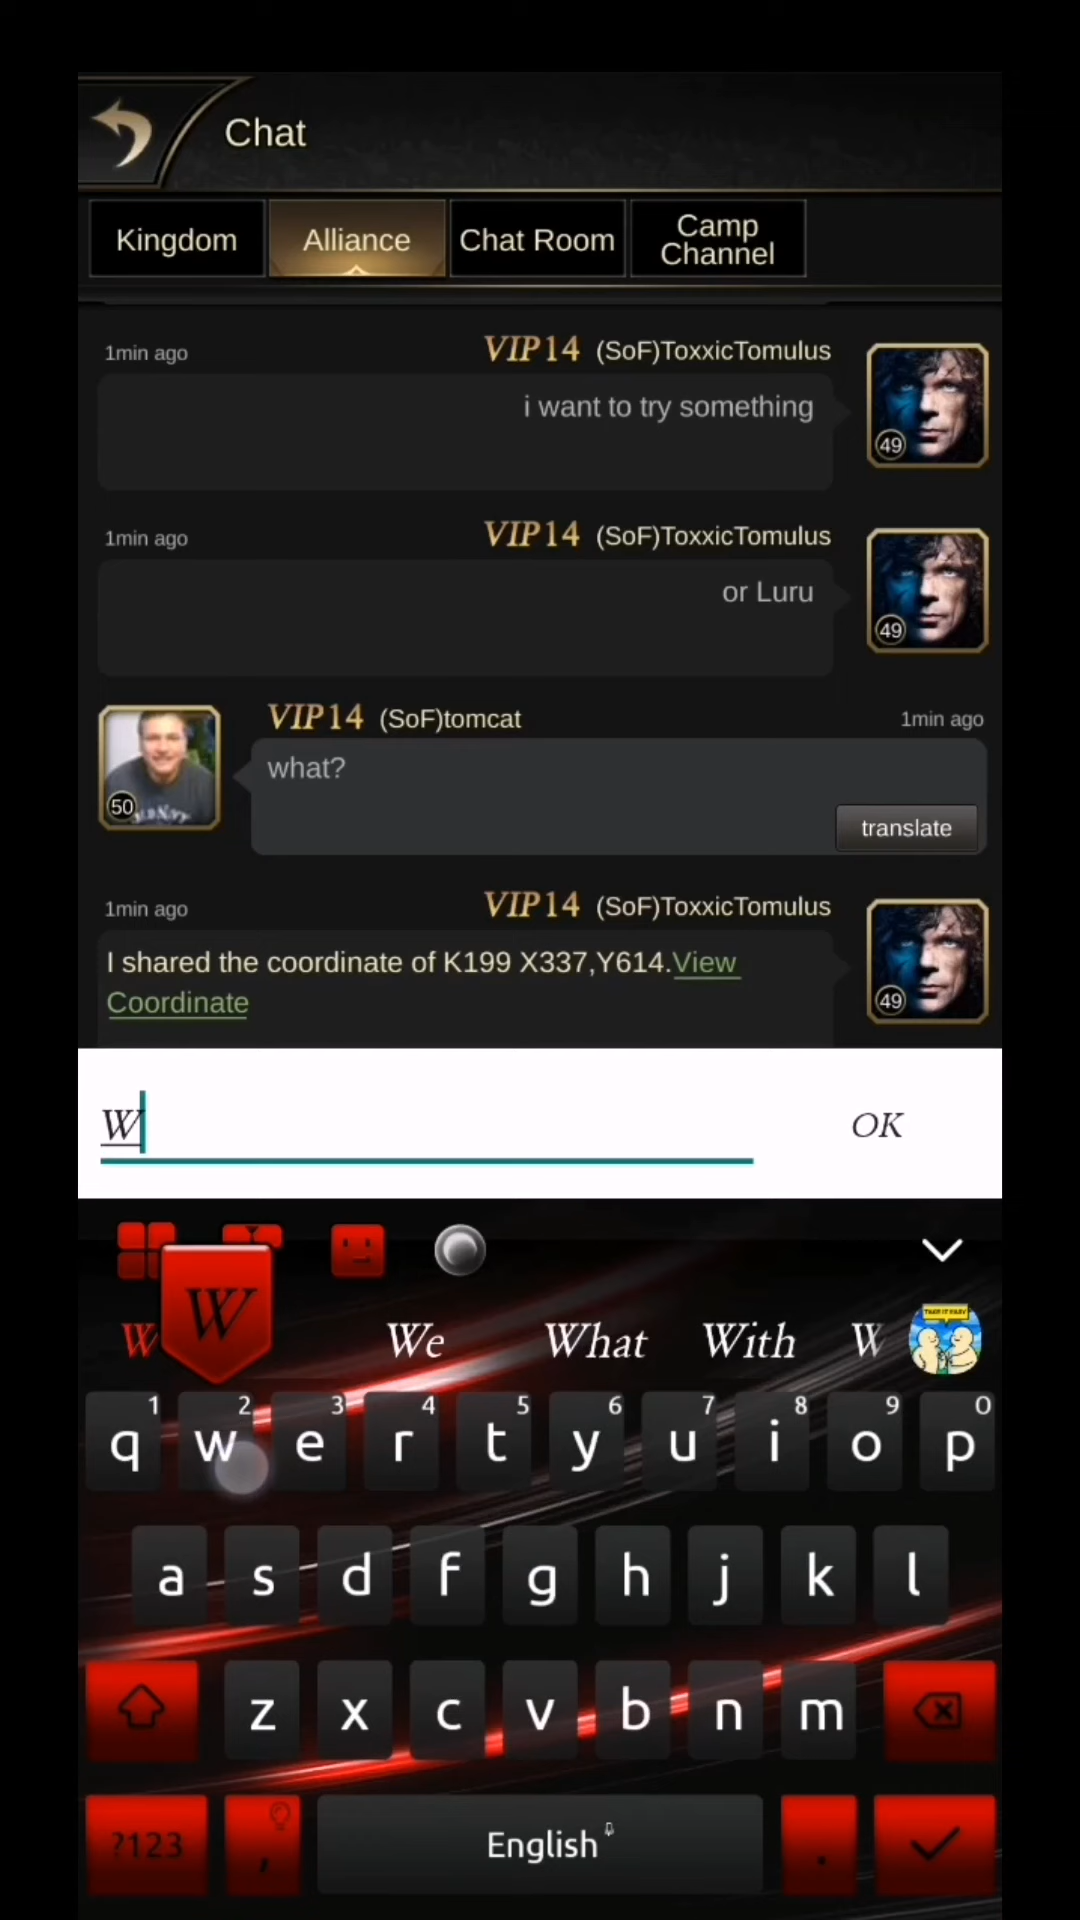 Chat
Kingdom
Alliance
Chat Room
Camp
Channel
1min ago
VIP14 (SoF)ToxxicTomulus
i want to try something
49
1min ago
VIP14 (SoF)ToxxicTomulus
or Luru
49
VIP14 (SoF)tomcat
1min ago
what?
50
translate
1min ago
VIP14 (SoF)ToxxicTomulus
I shared the coordinate of K199 X337,Y614.View
Coordinate
49
W
OK
W
W We What With W
1 2 3 4 5 6 7 8 9 0
q w e r t y u i o p
a s d f g h j k l
z x c v b n m
?123 , English .